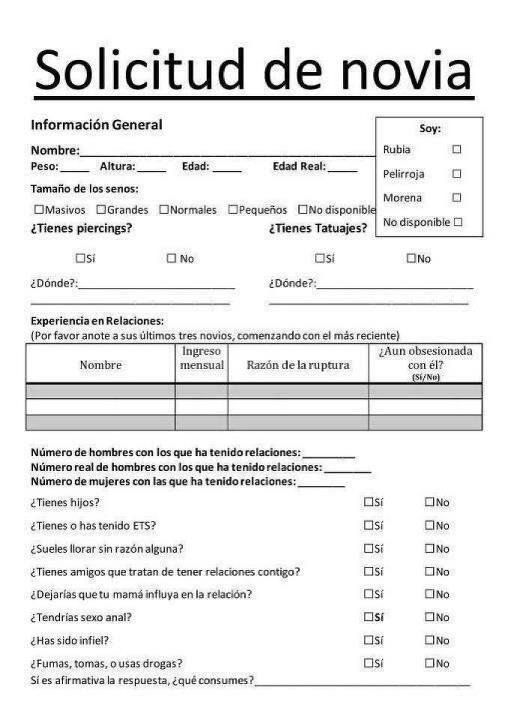 Solicitud de novia
Información General
Soy:
Nombre:
Rubia ☐
Peso: Altura: Edad: Edad Real:
Pelirroja ☐
Tamaño de los senos:
Morena ☐
☐Masivos ☐Grandes ☐Normales ☐Pequeños ☐No disponible
No disponible ☐
¿Tienes piercings? ¿Tienes Tatuajes?
☐Sí ☐ No ☐Sí ☐No
¿Dónde?: ¿Dónde?:
Experiencia en Relaciones:
(Por favor anote a sus últimos tres novios, comenzando con el más reciente)
Nombre
Ingreso
mensual
Razón de la ruptura
¿Aun obsesionada
con él?
(Sí/No)
Número de hombres con los que ha tenido relaciones:
Número real de hombres con los que ha tenido relaciones:
Número de mujeres con las que ha tenido relaciones:
¿Tienes hijos? ☐Sí ☐No
¿Tienes o has tenido ETS? ☐Sí ☐No
¿Sueles llorar sin razón alguna? ☐Sí ☐No
¿Tienes amigos que tratan de tener relaciones contigo? ☐Sí ☐No
¿Dejarías que tu mamá influya en la relación? ☐Sí ☐No
¿Tendrías sexo anal? ☐Sí ☐No
¿Has sido infiel? ☐Sí ☐No
¿Fumas, tomas, o usas drogas? ☐Sí ☐No
Sí es afirmativa la respuesta, ¿qué consumes?